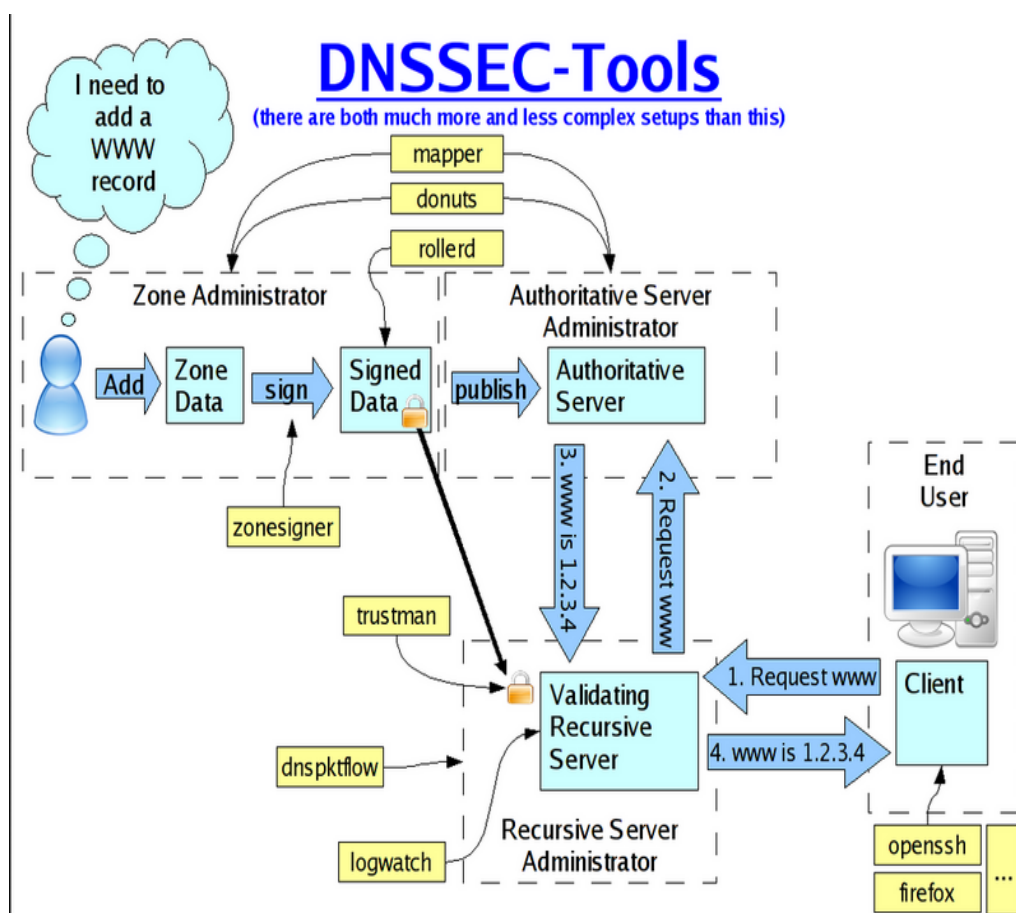 DNSSEC-Tools
(there are both much more and less complex setups than this)
I need to
add a
WWW
record
mapper
donuts
rollerd
Zone Administrator
Authoritative Server
Administrator
Add
Zone
Data
sign
Signed
Data
publish
Authoritative
Server
zonesigner
3. www is 1.2.3.4
2. Request www
End
User
trustman
Validating
Recursive
Server
1. Request www
Client
4. www is 1.2.3.4
dnspktflow
Recursive Server
Administrator
logwatch
openssh
firefox
...